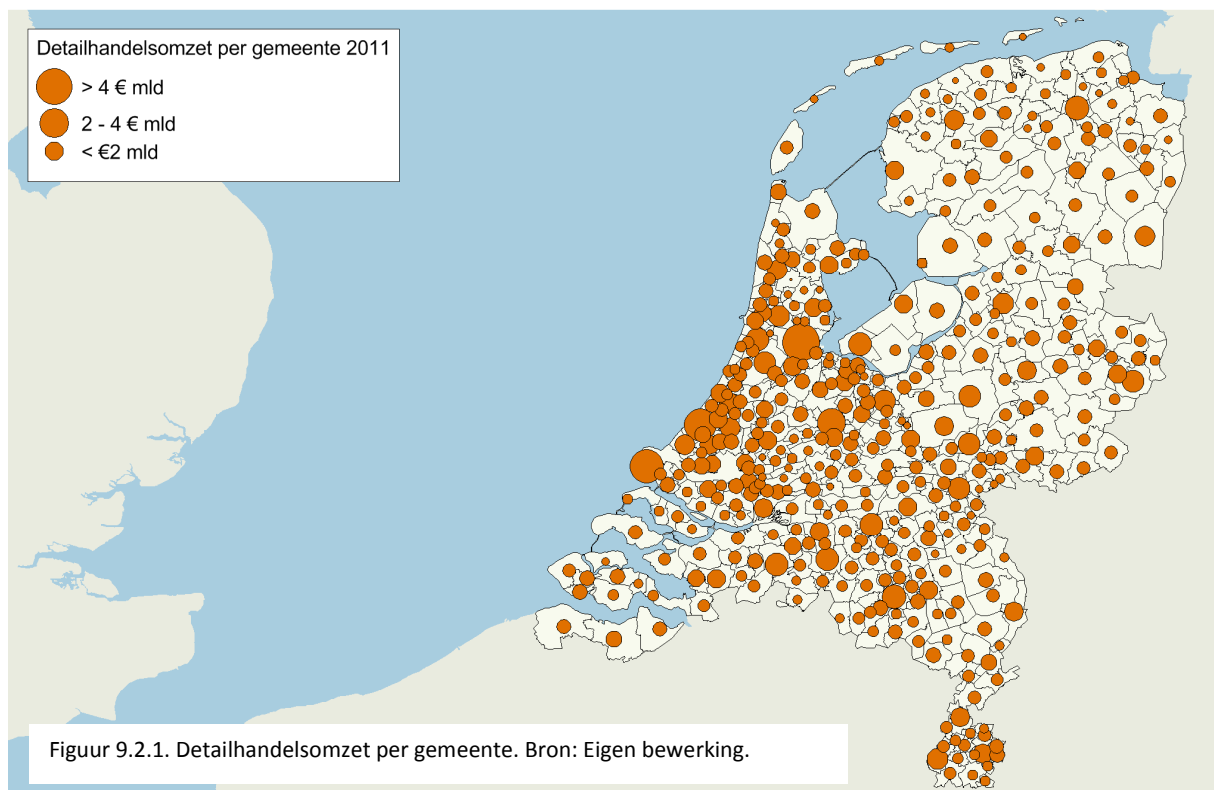 Detailhandelsomzet per gemeente 2011
> 4 € mld
2 - 4 € mld
< €2 mld
Figuur 9.2.1. Detailhandelsomzet per gemeente. Bron: Eigen bewerking.